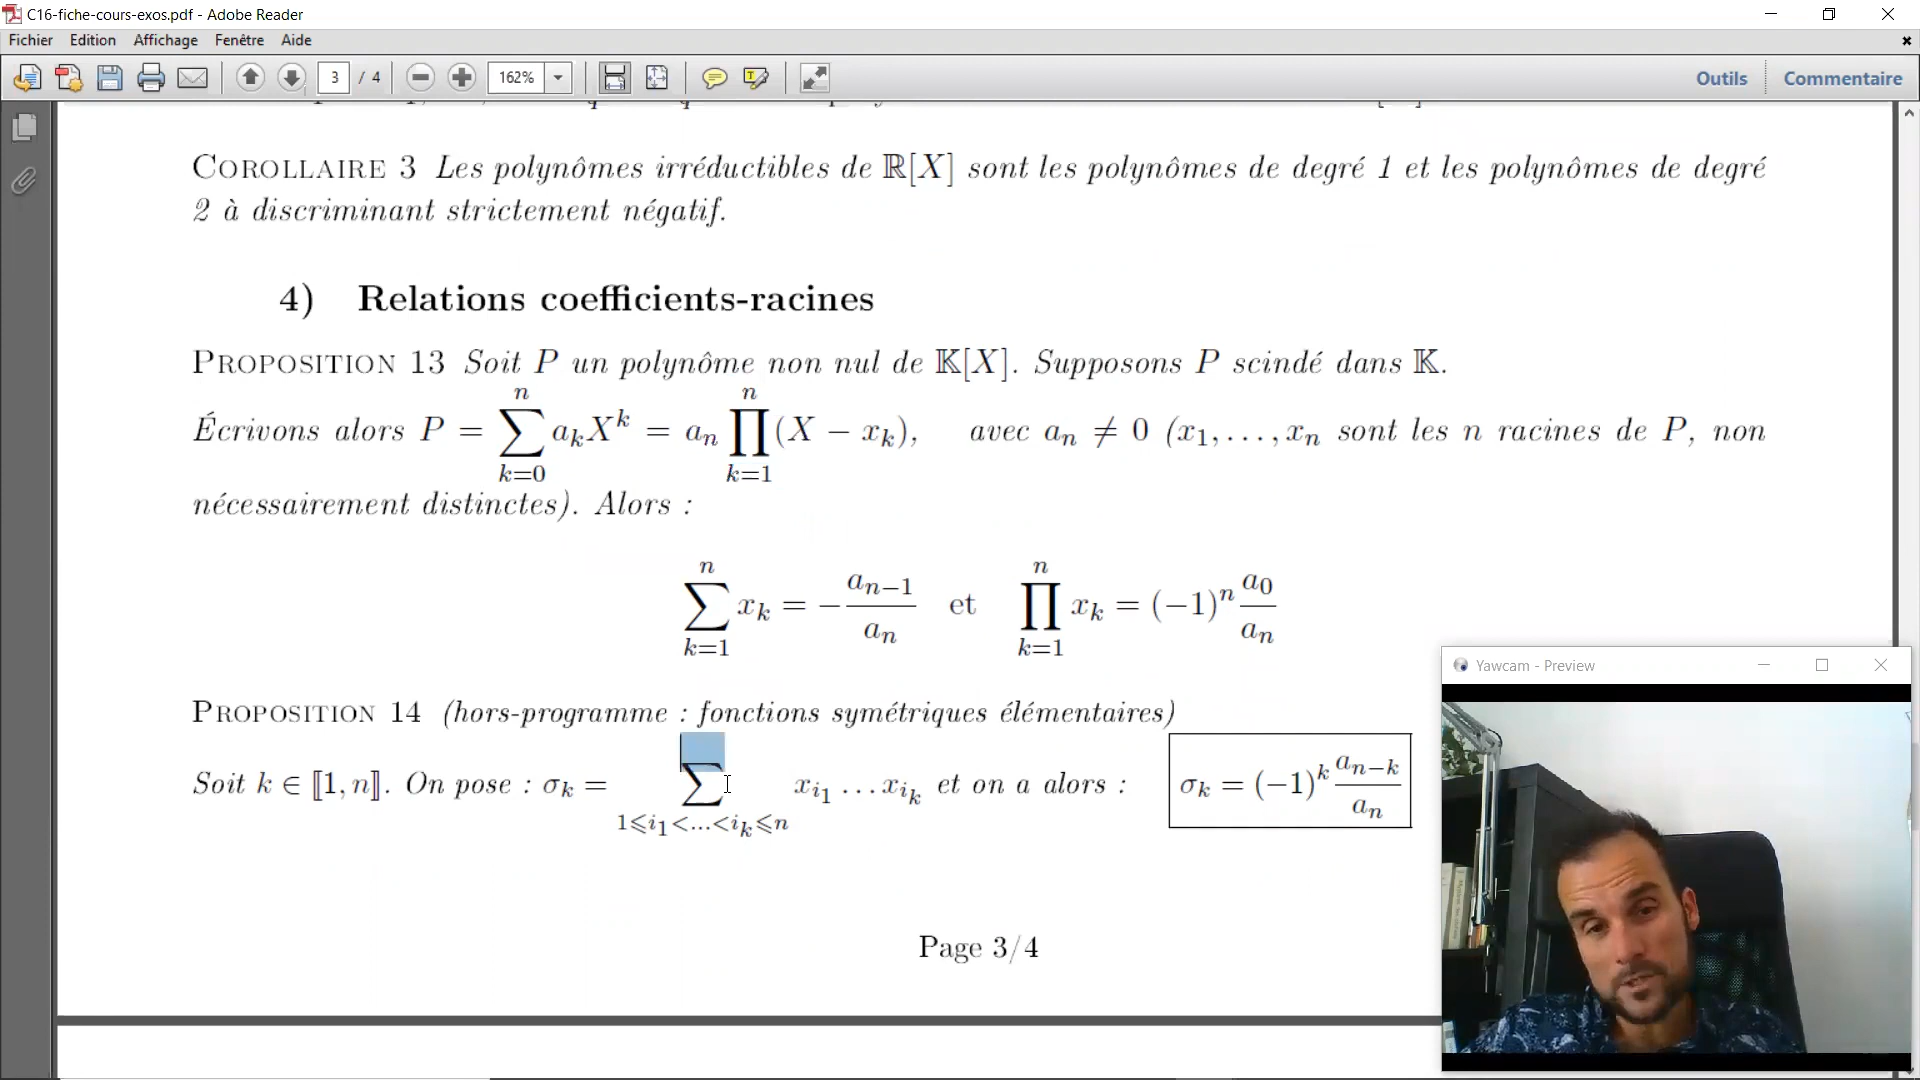 C16-fiche-cours-exos.pdf - Adobe Reader
Fichier Edition Affichage Fenêtre Aide
3 / 4 162% Outils Commentaire
COROLLAIRE 3 Les polynômes irréductibles de ℝ[X] sont les polynômes de degré 1 et les polynômes de degré
2 à discriminant strictement négatif.
4) Relations coefficients-racines
PROPOSITION 13 Soit P un polynôme non nul de 𝕂[X]. Supposons P scindé dans 𝕂.
Écrivons alors P = ∑_{k=0}^{n} a_k X^k = a_n ∏_{k=1}^{n} (X − x_k), avec a_n ≠ 0 (x_1, …, x_n sont les n racines de P, non
nécessairement distinctes). Alors :
∑_{k=1}^{n} x_k = − a_{n−1} / a_n et ∏_{k=1}^{n} x_k = (−1)^n a_0 / a_n
Yawcam - Preview
PROPOSITION 14 (hors-programme : fonctions symétriques élémentaires)
Soit k ∈ ⟦1, n⟧. On pose : σ_k = ∑_{1⩽i_1<...<i_k⩽n} x_{i_1} … x_{i_k} et on a alors : σ_k = (−1)^k a_{n−k} / a_n
Page 3/4